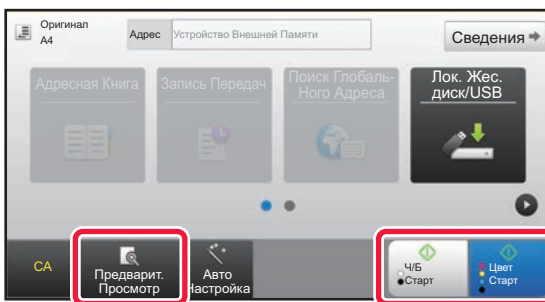 Оригинал
A4
Адрес
Устройство Внешней Памяти
Сведения
Адресная Книга
Запись Передач
Поиск Глобаль-
Ного Адреса
Лок. Жес.
диск/USB
CA
Предварит.
Просмотр
Авто
Настройка
Ч/Б
Старт
Цвет
Старт